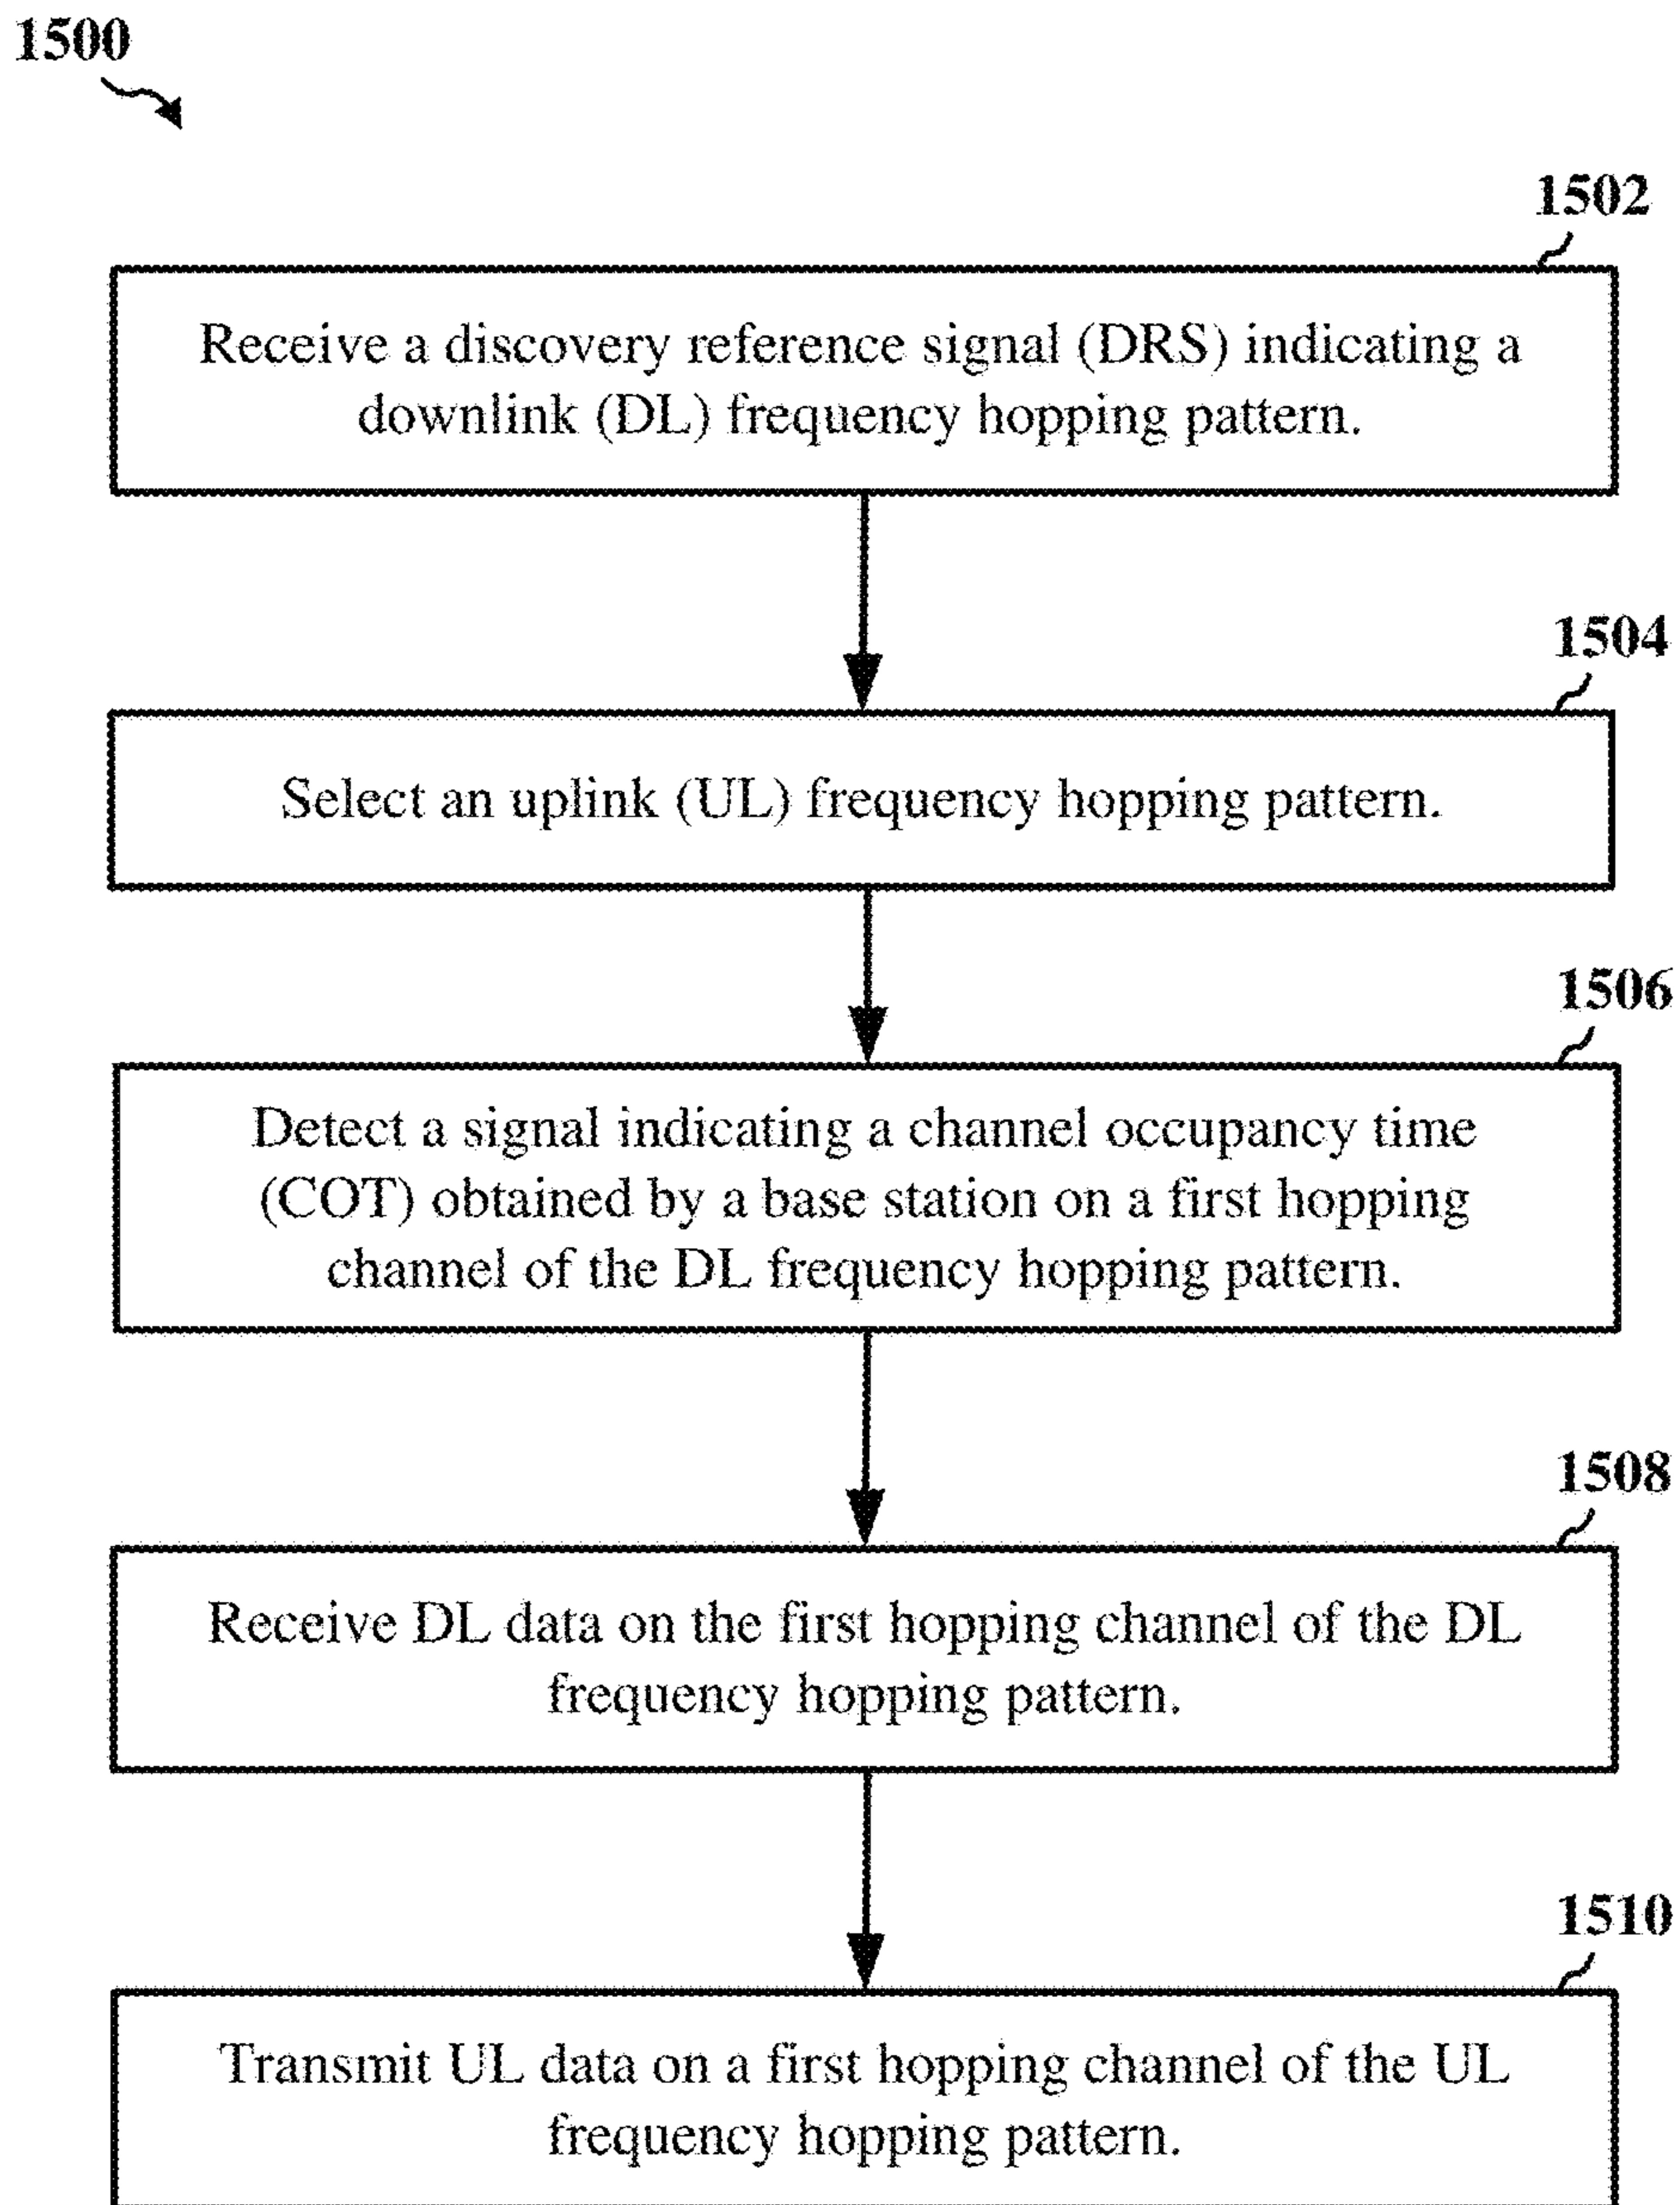 1500
1502
Receive a discovery reference signal (DRS) indicating a
downlink (DL) frequency hopping pattern.
1504
Select an uplink (UL) frequency hopping pattern.
1506
Detect a signal indicating a channel occupancy time
(COT) obtained by a base station on a first hopping
channel of the DL frequency hopping pattern.
1508
Receive DL data on the first hopping channel of the DL
frequency hopping pattern.
1510
Transmit UL data on a first hopping channel of the UL
frequency hopping pattern.